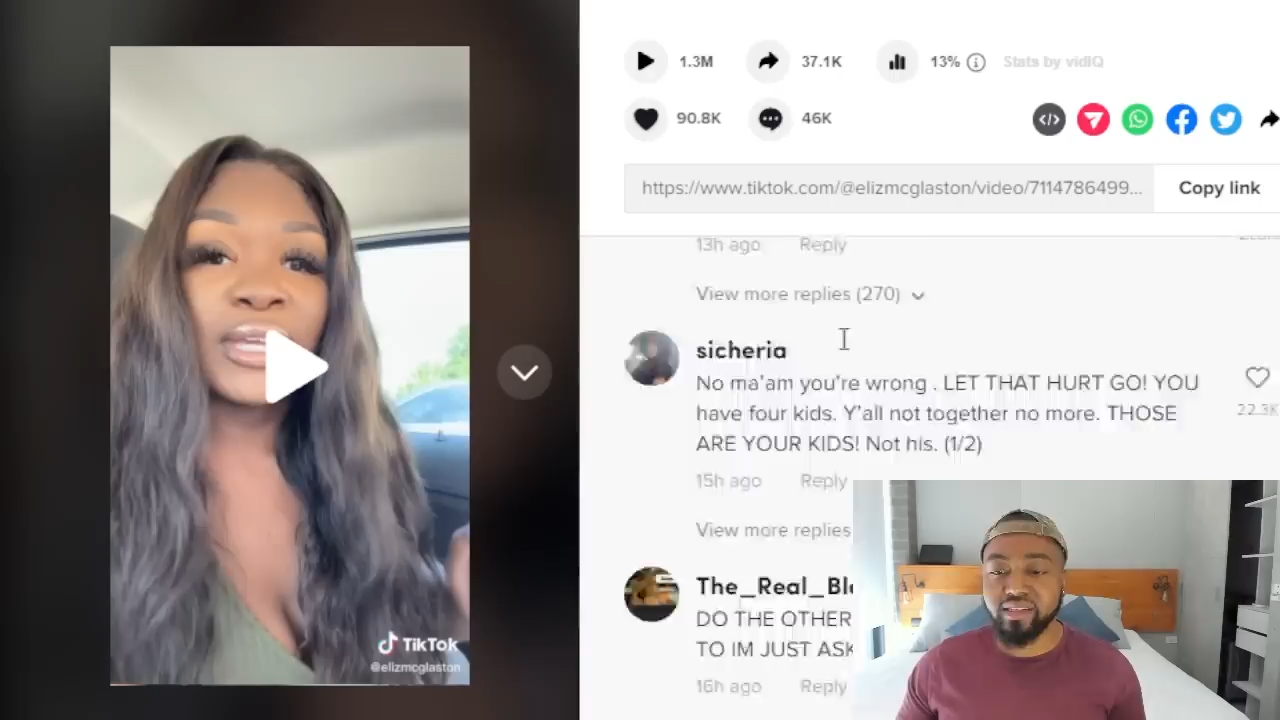 1.3M
37.1K
13%
Stats by vidIQ
90.8K
46K
https://www.tiktok.com/@elizmcglaston/video/7114786499...
Copy link
13h ago
Reply
View more replies (270)
sicheria
No ma'am you're wrong . LET THAT HURT GO! YOU
have four kids. Y'all not together no more. THOSE
ARE YOUR KIDS! Not his. (1/2)
22.3K
15h ago
Reply
View more replies
The_Real_Bl
DO THE OTHER
TO IM JUST ASK
16h ago
Reply
TikTok
@elizmcglaston